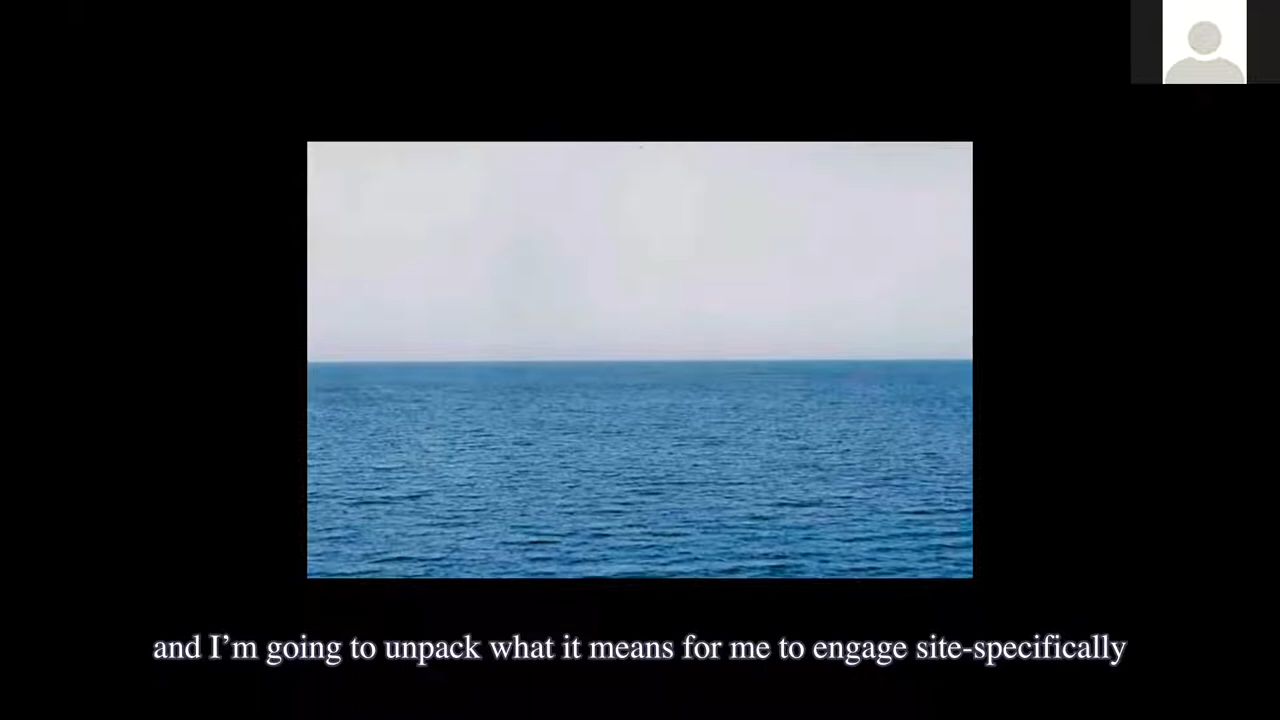 and I’m going to unpack what it means for me to engage site-specifically